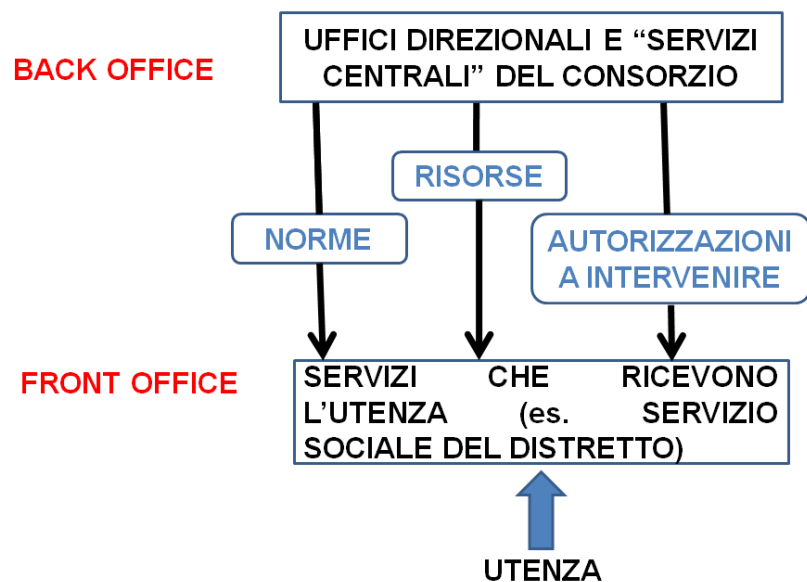 UFFICI DIREZIONALI E “SERVIZI
CENTRALI” DEL CONSORZIO
BACK OFFICE
RISORSE
NORME
AUTORIZZAZIONI
A INTERVENIRE
FRONT OFFICE
SERVIZI CHE RICEVONO
L’UTENZA (es. SERVIZIO
SOCIALE DEL DISTRETTO)
UTENZA